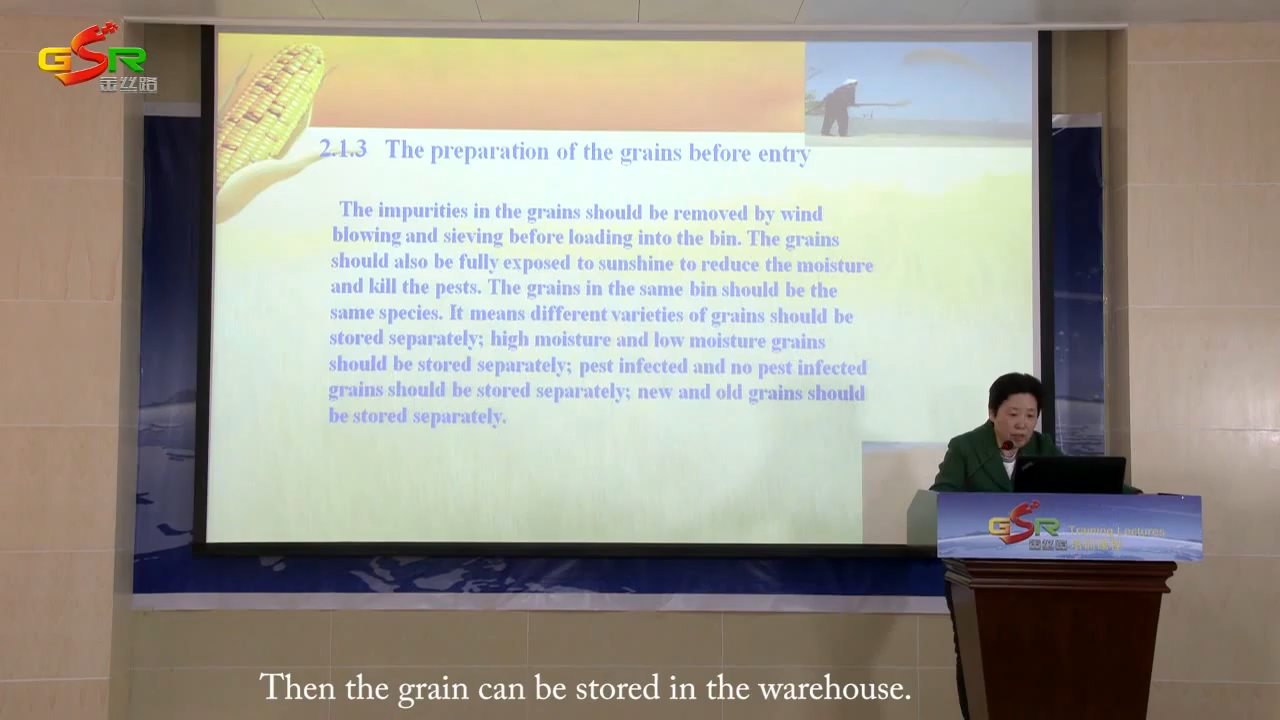 GSR
金丝路
2.1.3 The preparation of the grains before entry
The impurities in the grains should be removed by wind
blowing and sieving before loading into the bin. The grains
should also be fully exposed to sunshine to reduce the moisture
and kill the pests. The grains in the same bin should be the
same species. It means different varieties of grains should be
stored separately; high moisture and low moisture grains
should be stored separately; pest infected and no pest infected
grains should be stored separately; new and old grains should
be stored separately.
GSR Training Lectures
金丝路
Then the grain can be stored in the warehouse.